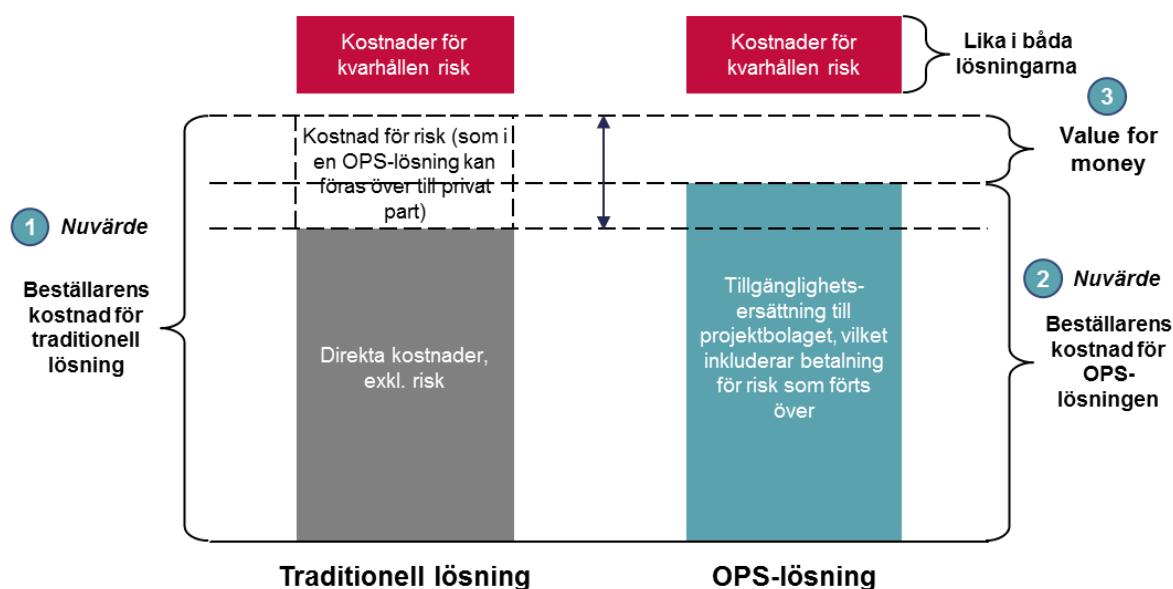 Kostnader för
kvarhållen risk
Kostnader för
kvarhållen risk
Lika i båda
lösningarna
3
Value for
money
Kostnad för risk (som i
en OPS-lösning kan
föras över till privat
part)
1 Nuvärde
Beställarens
kostnad för
traditionell
lösning
Direkta kostnader,
exkl. risk
Tillgänglighets-
ersättning till
projektbolaget, vilket
inkluderar betalning
för risk som förts
över
2 Nuvärde
Beställarens
kostnad för
OPS-
lösningen
Traditionell lösning
OPS-lösning